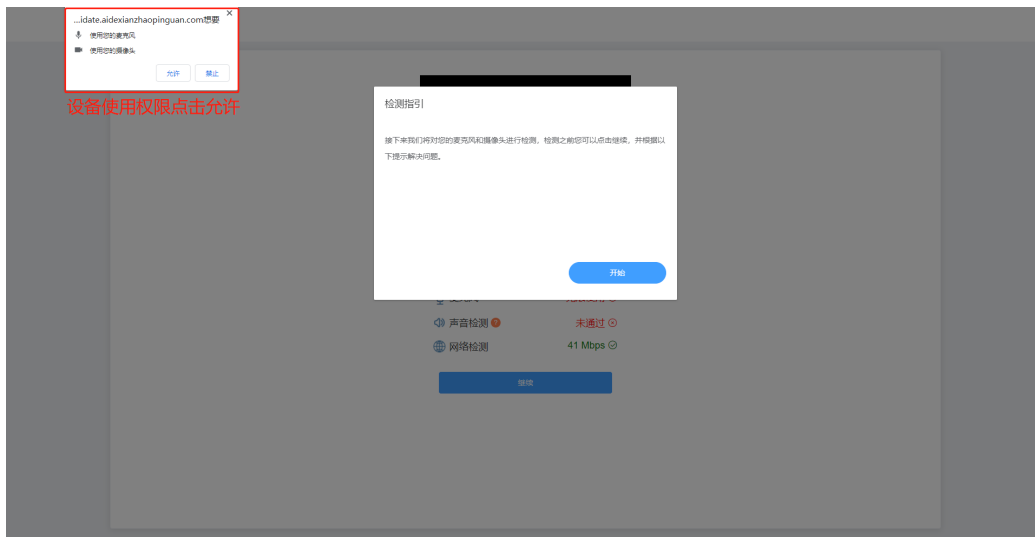 ...idate.aidexianzhaopinguan.com想要
使用您的麦克风
使用您的摄像头
允许
禁止
设备使用权限点击允许
检测指引
接下来我们将对您的麦克风和摄像头进行检测，检测之前您可以点击继续，并根据以
下提示解决问题。
开始
声音检测
未通过
网络检测
41 Mbps
继续